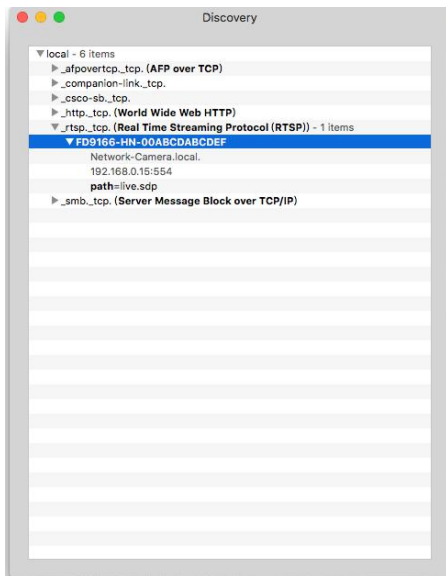 Discovery
local - 6 items
_afpovertcp._tcp. (AFP over TCP)
_companion-link._tcp.
_csco-sb._tcp.
_http._tcp. (World Wide Web HTTP)
_rtsp._tcp. (Real Time Streaming Protocol (RTSP)) - 1 items
FD9166-HN-00ABCDABCDEF
Network-Camera.local.
192.168.0.15:554
path=live.sdp
_smb._tcp. (Server Message Block over TCP/IP)